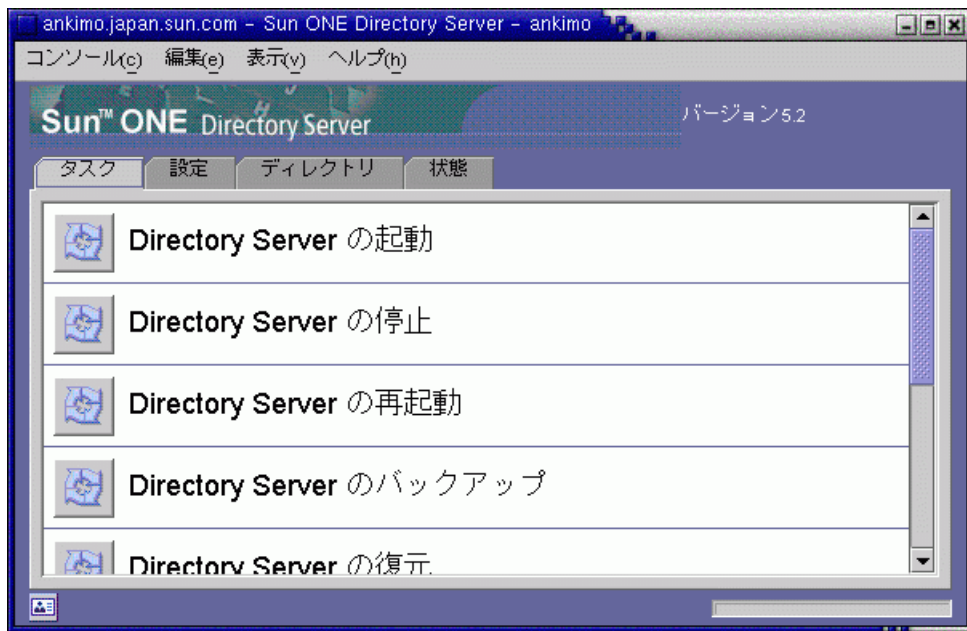 ankimo.japan.sun.com – Sun ONE Directory Server – ankimo
コンソール(c) 編集(e) 表示(v) ヘルプ(h)
Sun™ ONE Directory Server
バージョン5.2
タスク 設定 ディレクトリ 状態
Directory Server の起動
Directory Server の停止
Directory Server の再起動
Directory Server のバックアップ
Directory Server の復元